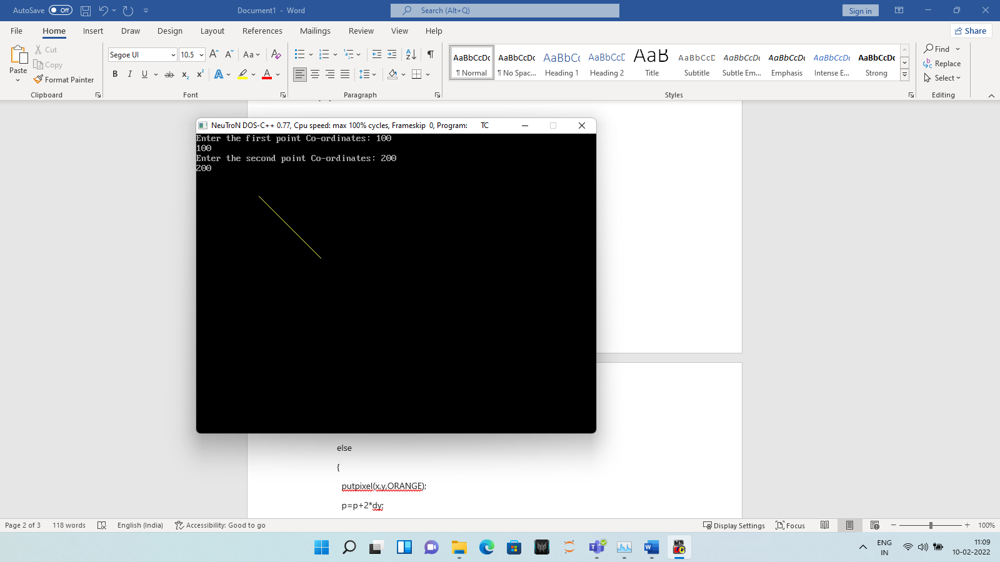 AutoSave Off Document1 - Word Search (Alt+Q) Sign in
File Home Insert Draw Design Layout References Mailings Review View Help Share
Paste Cut Copy Format Painter
Clipboard
Segoe UI 10.5 A A Aa A
B I U ab x₂ x² A A
Font
A Z ¶
Paragraph
AaBbCcDc AaBbCcDc AaBbCc AaBbCcD AaB AaBbCcD AaBbCcDc AaBbCcDc AaBbCcDc AaBbCcDc
¶ Normal ¶ No Spac... Heading 1 Heading 2 Title Subtitle Subtle Em... Emphasis Intense E... Strong
Styles
Find
Replace
Select
Editing
NeuTroN DOS-C++ 0.77, Cpu speed: max 100% cycles, Frameskip 0, Program: TC
Enter the first point Co-ordinates: 100
100
Enter the second point Co-ordinates: 200
200
else
{
putpixel(x,y,ORANGE);
p=p+2*dy;
Page 2 of 3 118 words English (India) Accessibility: Good to go Display Settings Focus 100%
ENG
IN
11:09
10-02-2022